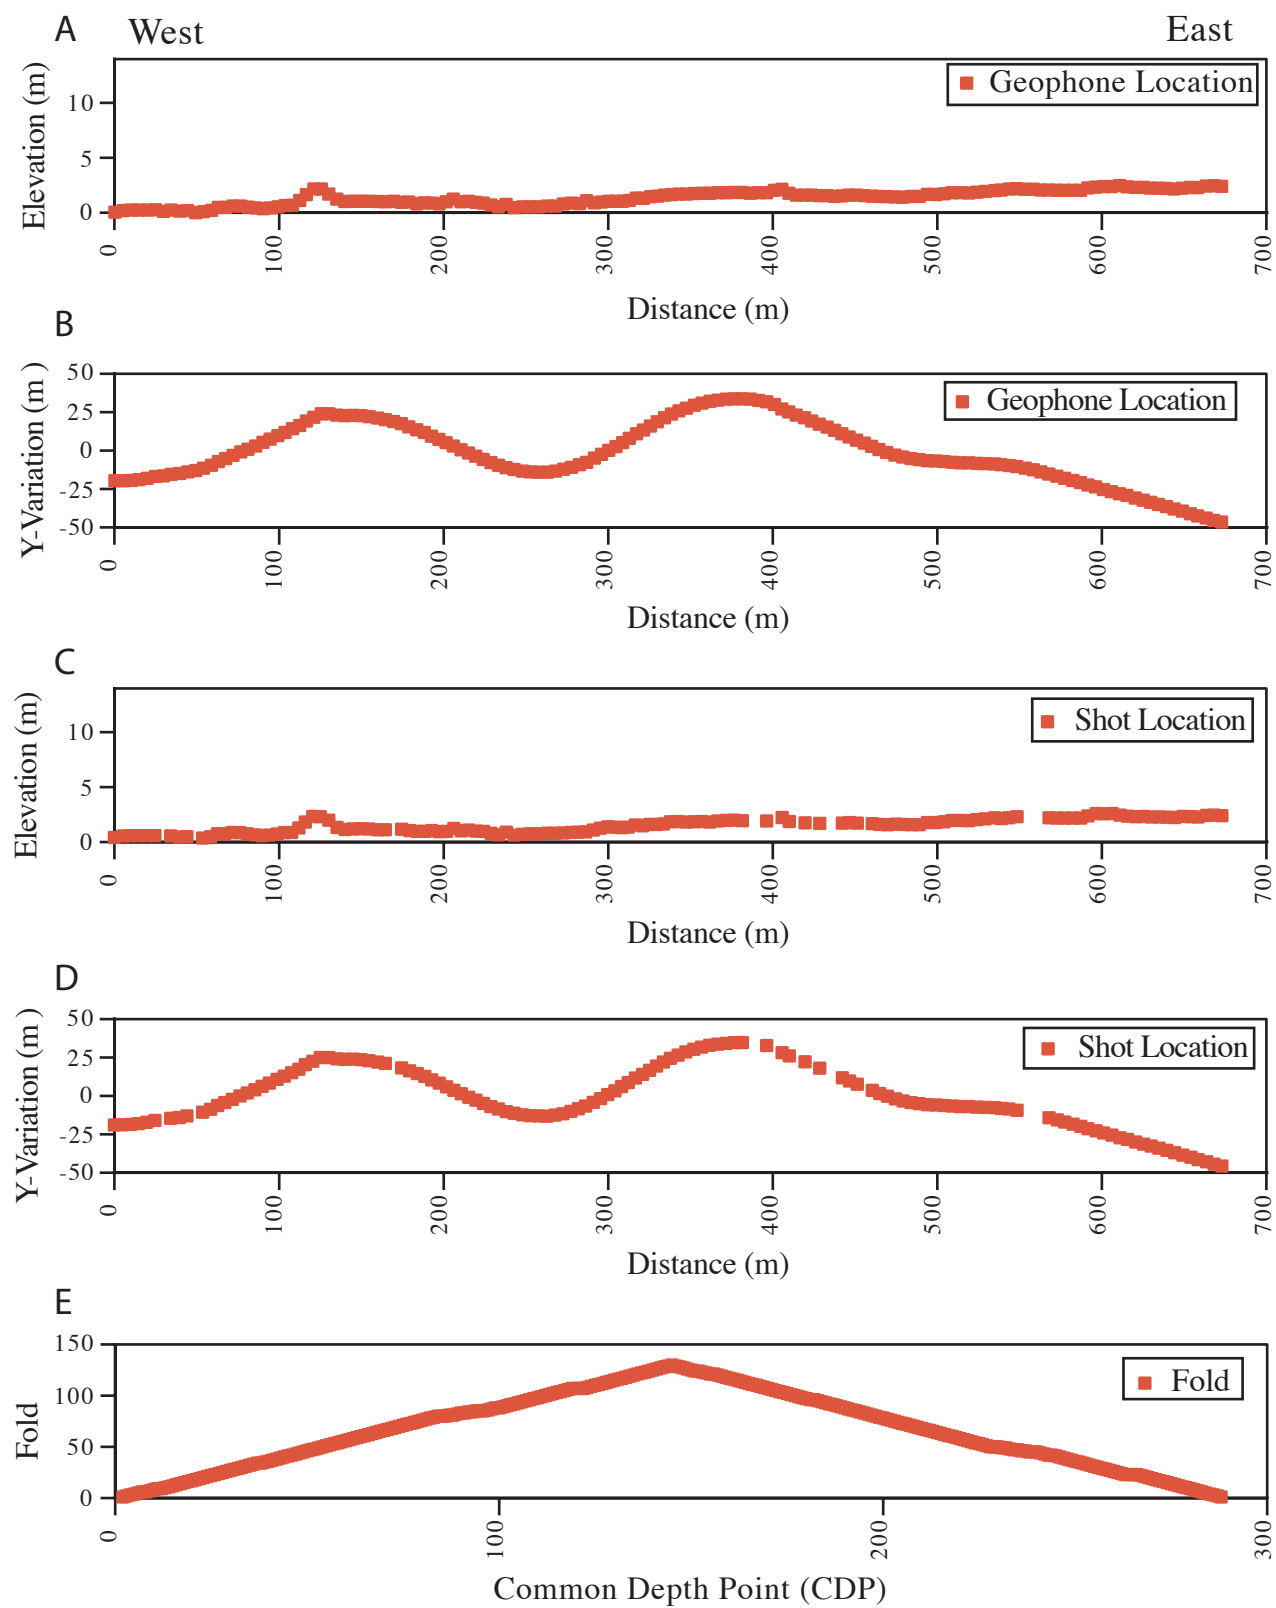 A
West
East
Elevation (m)
10
5
0
Geophone Location
0 100 200 300 400 500 600 700
Distance (m)
B
Y-Variation (m )
50
25
0
-25
-50
Geophone Location
0 100 200 300 400 500 600 700
Distance (m)
C
Elevation (m)
10
5
0
Shot Location
0 100 200 300 400 500 600 700
Distance (m)
D
Y-Variation (m )
50
25
0
-25
-50
Shot Location
0 100 200 300 400 500 600 700
Distance (m)
E
Fold
150
100
50
0
Fold
0 100 200 300
Common Depth Point (CDP)